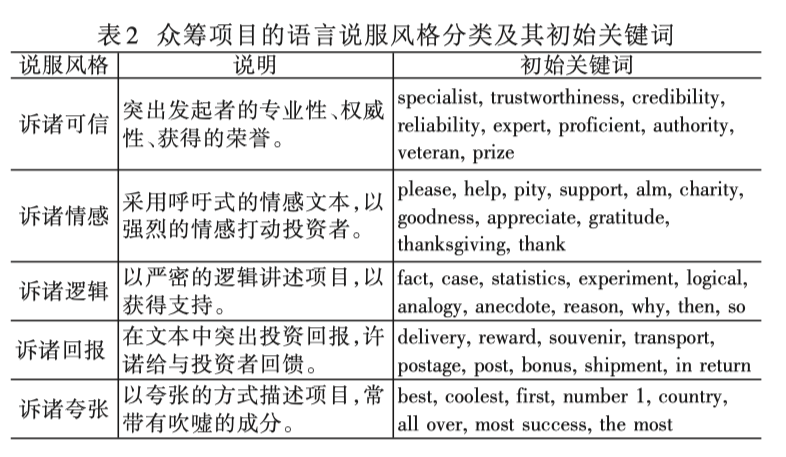 表2 众筹项目的语言说服风格分类及其初始关键词
说服风格 说明 初始关键词
诉诸可信 突出发起者的专业性、权威性、获得的荣誉。 specialist, trustworthiness, credibility, reliability, expert, proficient, authority, veteran, prize
诉诸情感 采用呼吁式的情感文本，以强烈的情感打动投资者。 please, help, pity, support, alm, charity, goodness, appreciate, gratitude, thanksgiving, thank
诉诸逻辑 以严密的逻辑讲述项目，以获得支持。 fact, case, statistics, experiment, logical, analogy, anecdote, reason, why, then, so
诉诸回报 在文本中突出投资回报，许诺给与投资者回馈。 delivery, reward, souvenir, transport, postage, post, bonus, shipment, in return
诉诸夸张 以夸张的方式描述项目，常带有吹嘘的成分。 best, coolest, first, number 1, country, all over, most success, the most